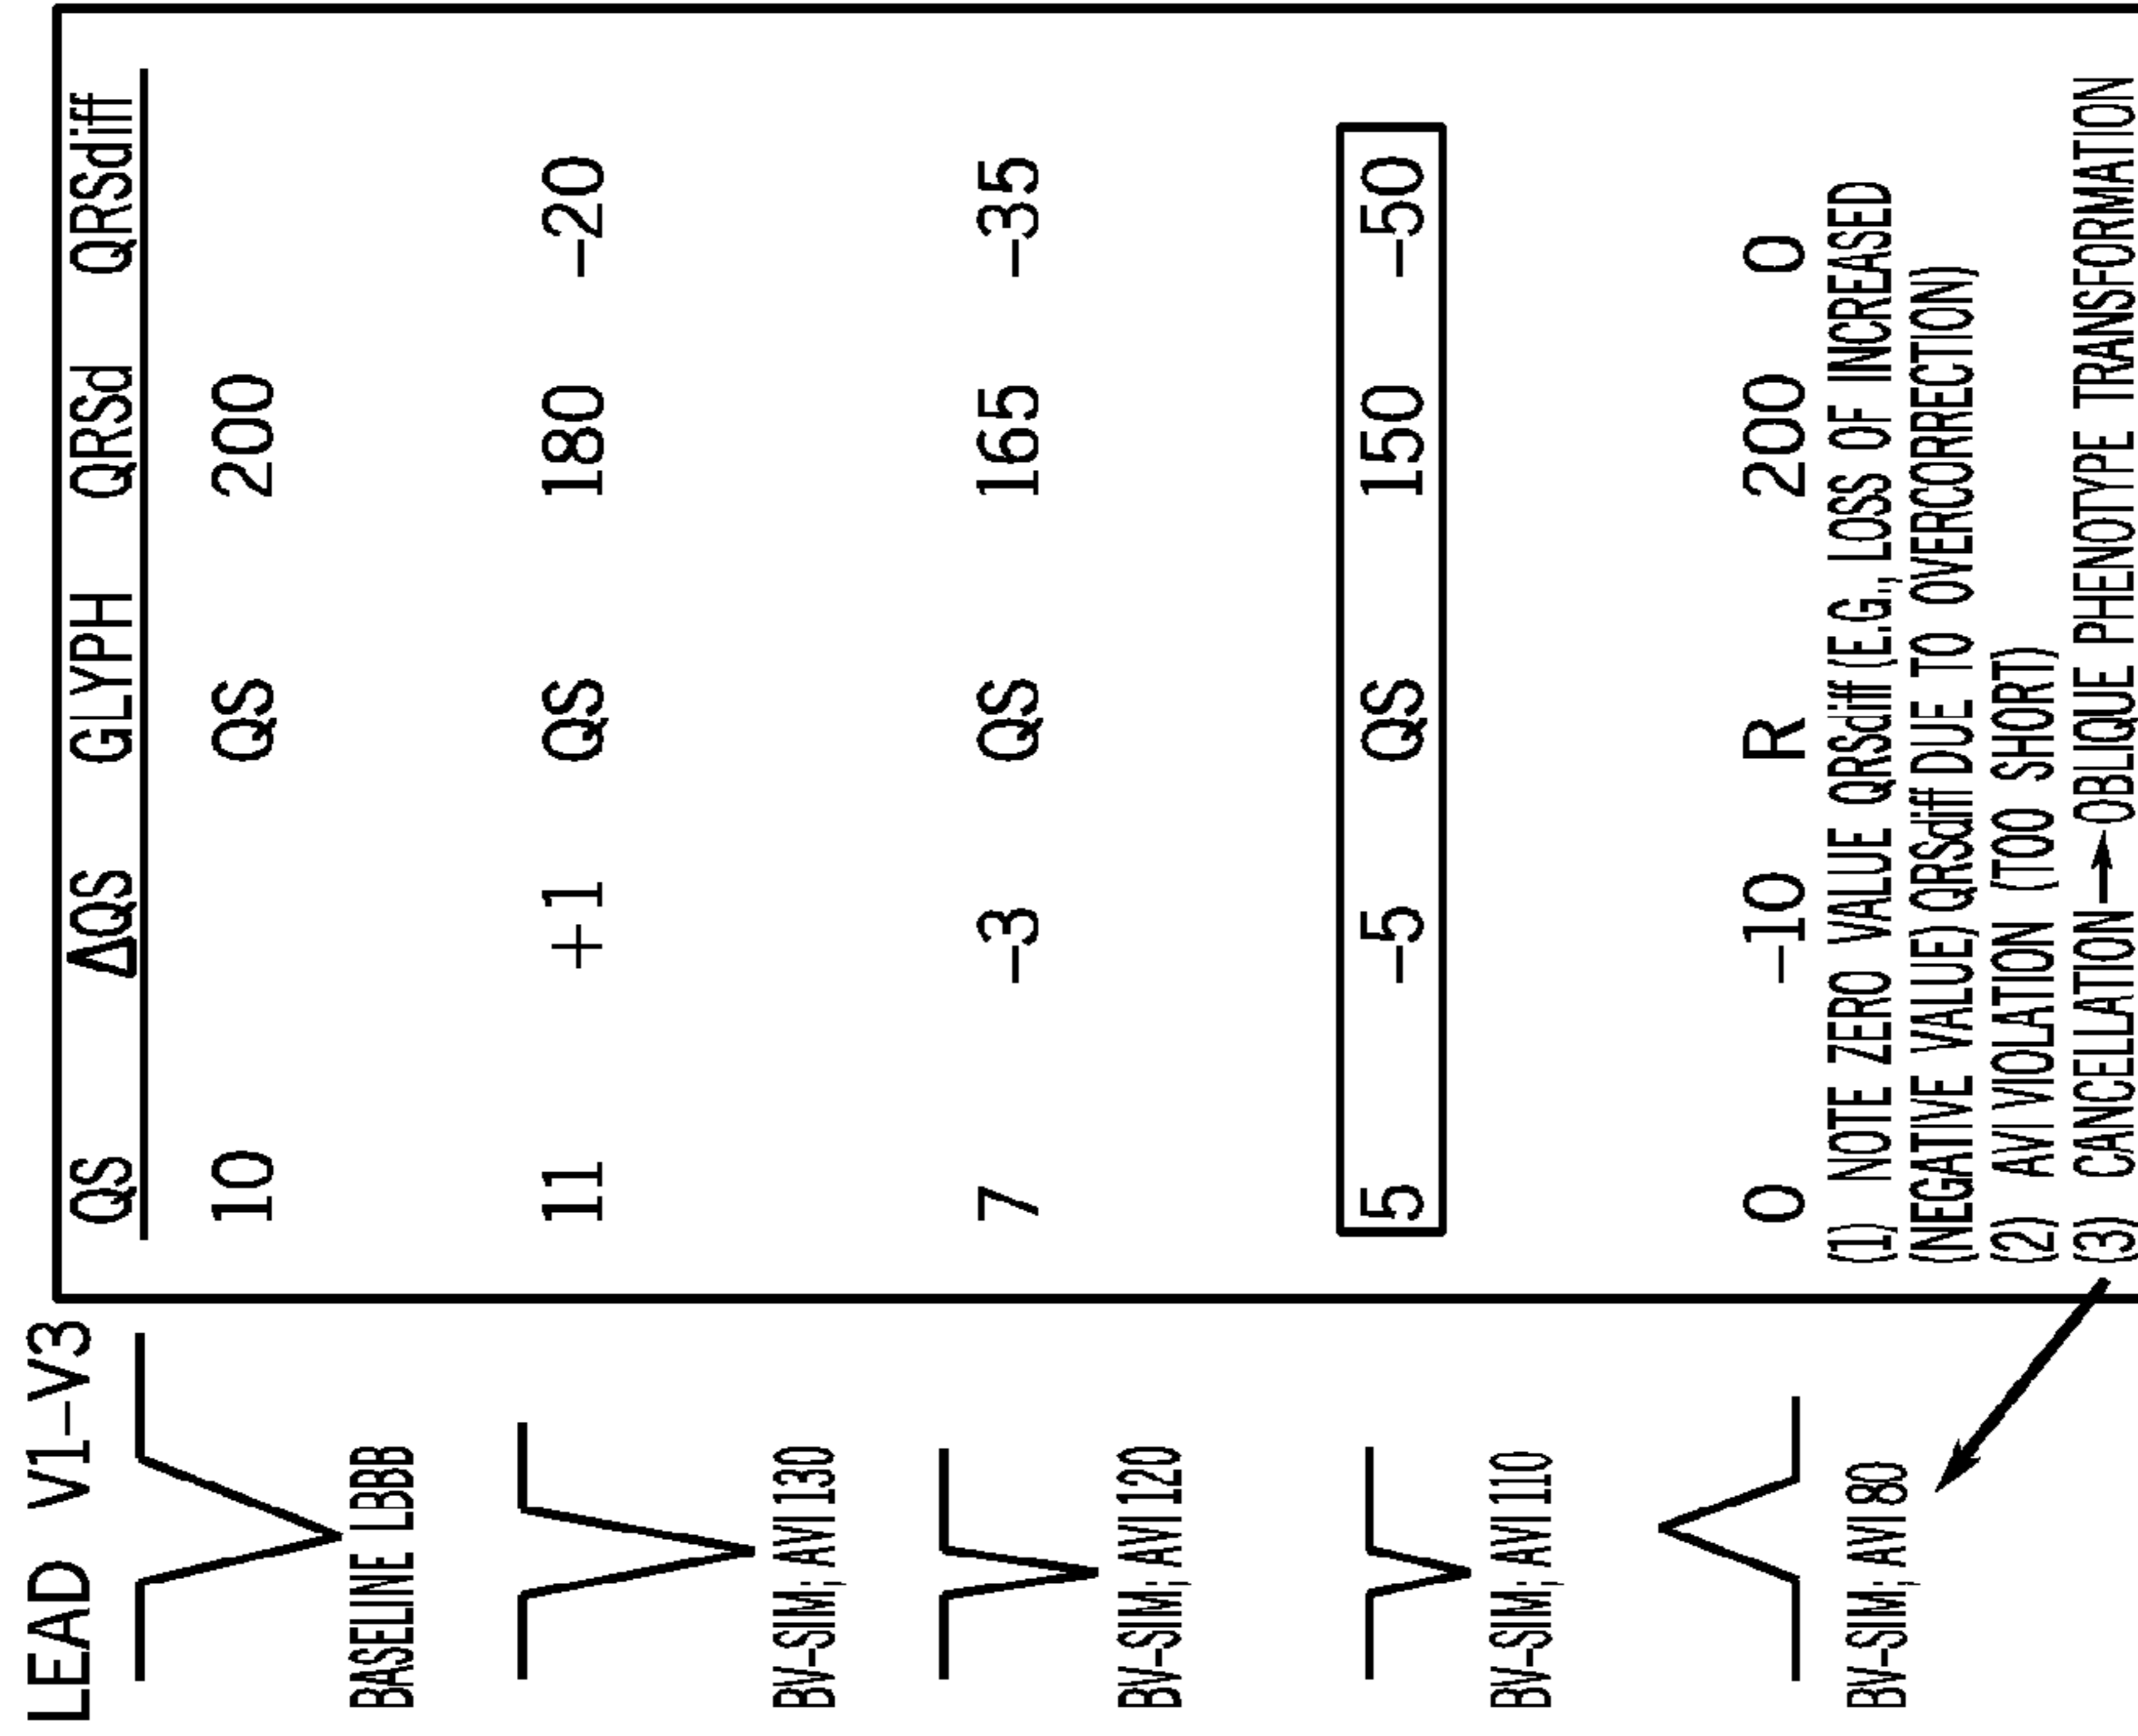 LEAD V1-V3 QS ΔQS GLYPH QRSd QRSdiff
10 QS 200
BASELINE LBBB
11 +1 QS 180 -20
BV-SIM; AVI 130
7 -3 QS 165 -35
BV-SIM; AVI 120
5 -5 QS 150 -50
BV-SIM; AVI 110
0 -10 R 200 0
BV-SIM; AVI 80
(1) NOTE ZERO VALUE QRSdiff (E.G., LOSS OF INCREASED
(NEGATIVE VALUE) QRSdiff DUE TO OVERCORRECTION)
(2) AVI VIOLATION (TOO SHORT)
(3) CANCELLATION → OBLIQUE PHENOTYPE TRANSFORMATION